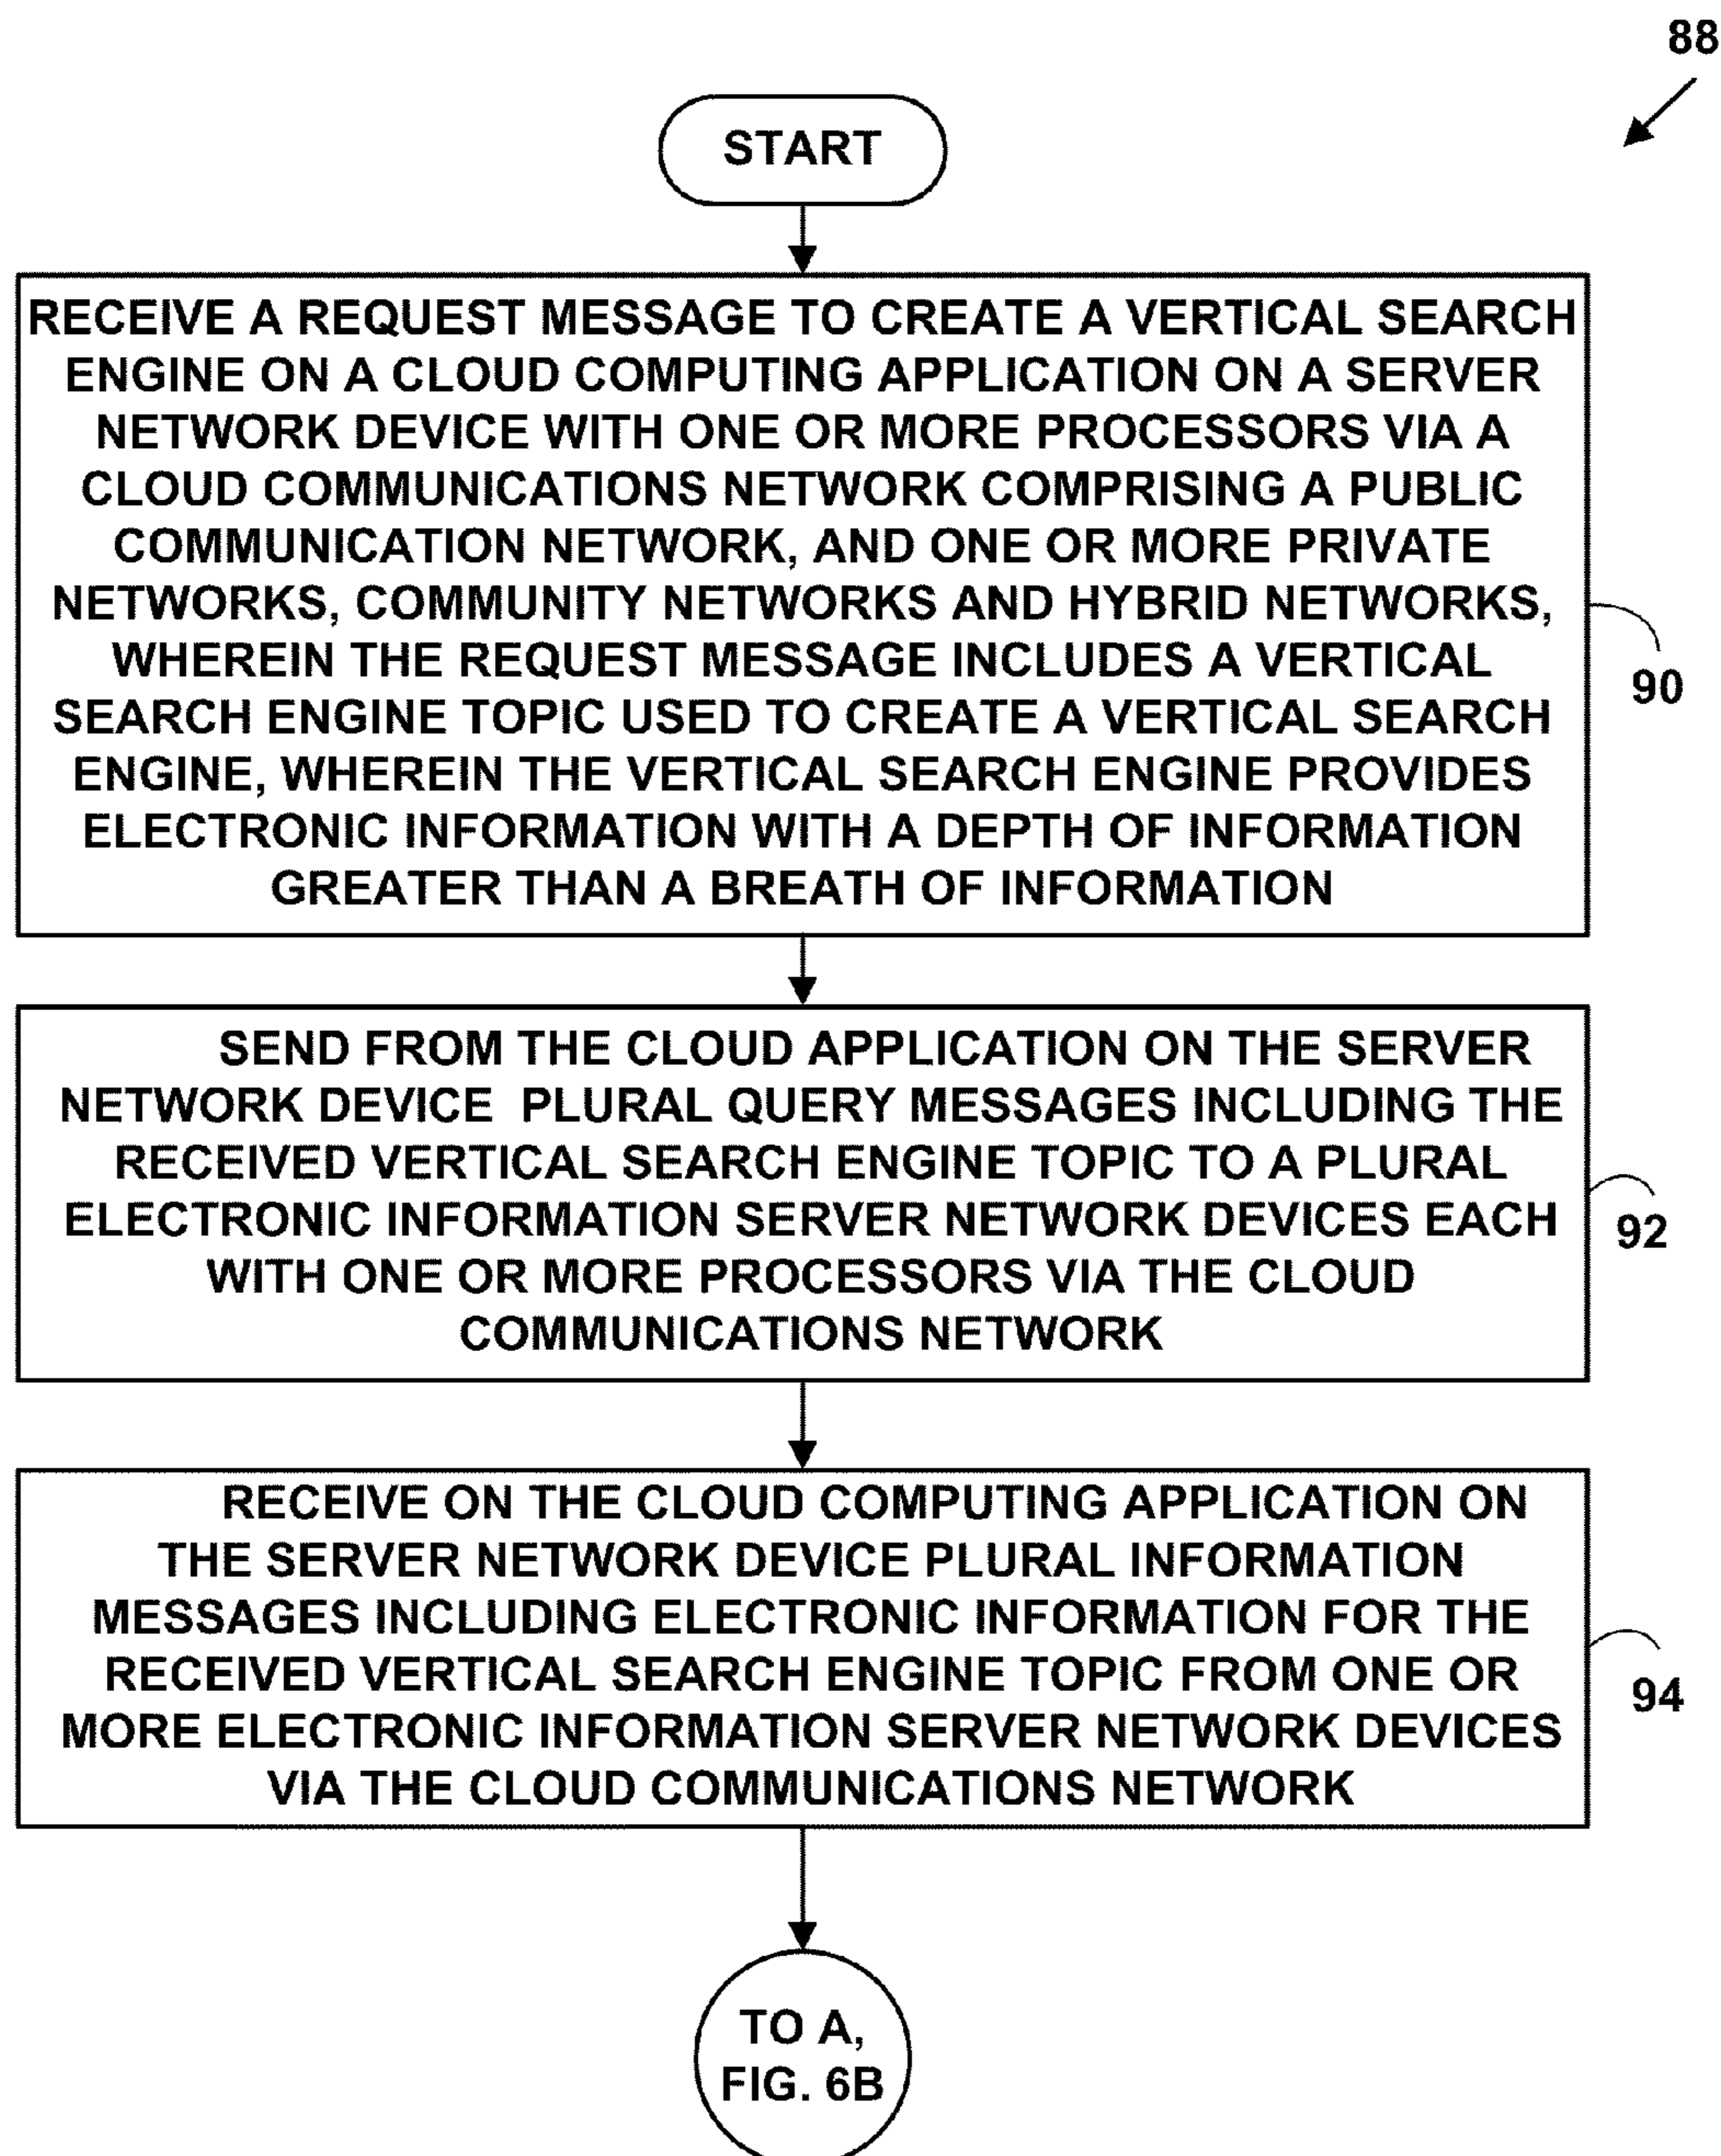 88
START
RECEIVE A REQUEST MESSAGE TO CREATE A VERTICAL SEARCH
ENGINE ON A CLOUD COMPUTING APPLICATION ON A SERVER
NETWORK DEVICE WITH ONE OR MORE PROCESSORS VIA A
CLOUD COMMUNICATIONS NETWORK COMPRISING A PUBLIC
COMMUNICATION NETWORK, AND ONE OR MORE PRIVATE
NETWORKS, COMMUNITY NETWORKS AND HYBRID NETWORKS,
WHEREIN THE REQUEST MESSAGE INCLUDES A VERTICAL
SEARCH ENGINE TOPIC USED TO CREATE A VERTICAL SEARCH
ENGINE, WHEREIN THE VERTICAL SEARCH ENGINE PROVIDES
ELECTRONIC INFORMATION WITH A DEPTH OF INFORMATION
GREATER THAN A BREATH OF INFORMATION
90
SEND FROM THE CLOUD APPLICATION ON THE SERVER
NETWORK DEVICE PLURAL QUERY MESSAGES INCLUDING THE
RECEIVED VERTICAL SEARCH ENGINE TOPIC TO A PLURAL
ELECTRONIC INFORMATION SERVER NETWORK DEVICES EACH
WITH ONE OR MORE PROCESSORS VIA THE CLOUD
COMMUNICATIONS NETWORK
92
RECEIVE ON THE CLOUD COMPUTING APPLICATION ON
THE SERVER NETWORK DEVICE PLURAL INFORMATION
MESSAGES INCLUDING ELECTRONIC INFORMATION FOR THE
RECEIVED VERTICAL SEARCH ENGINE TOPIC FROM ONE OR
MORE ELECTRONIC INFORMATION SERVER NETWORK DEVICES
VIA THE CLOUD COMMUNICATIONS NETWORK
94
TO A,
FIG. 6B